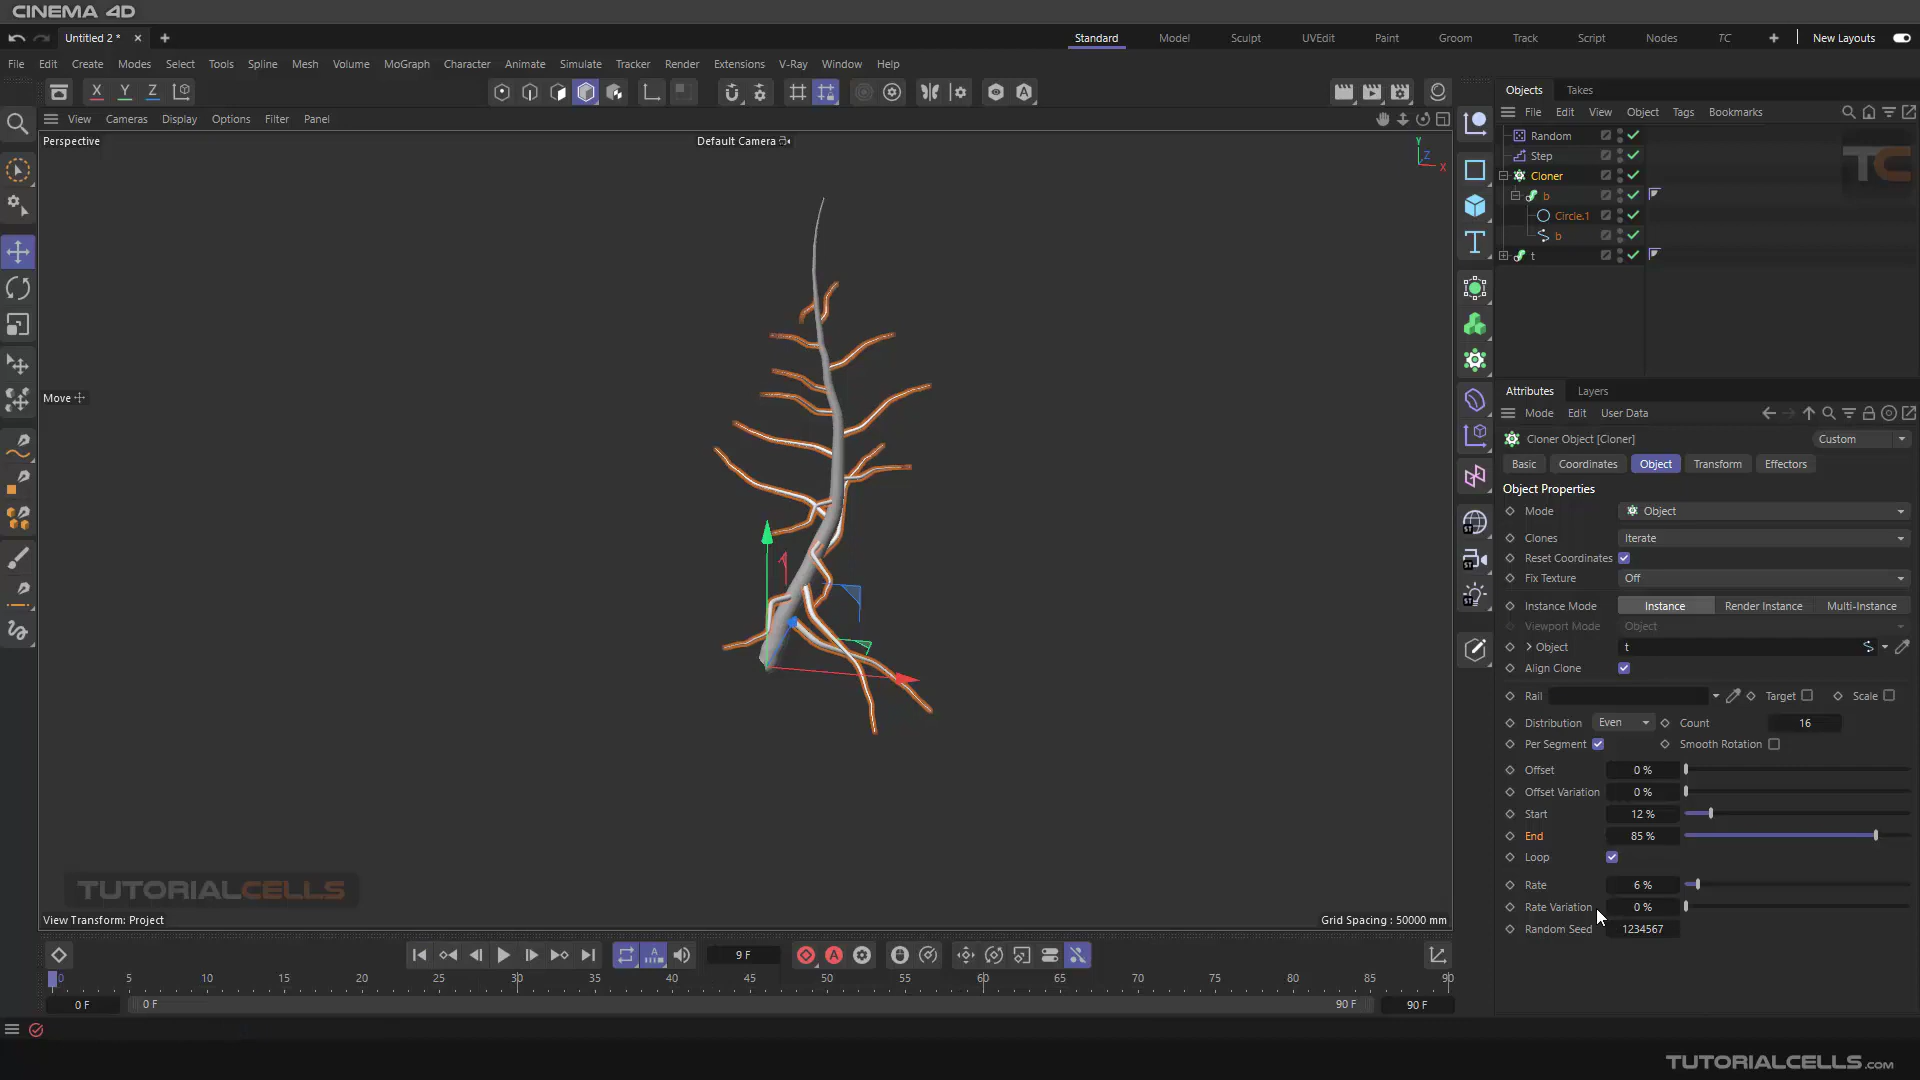 CINEMA 4D
Untitled 2 *
Standard Model Sculpt UVEdit Paint Groom Track Script Nodes TC New Layouts
File Edit Create Modes Select Tools Spline Mesh Volume MoGraph Character Animate Simulate Tracker Render Extensions V-Ray Window Help
X Y Z
View Cameras Display Options Filter Panel
Perspective
Default Camera
Y
Z
X
Move
TUTORIALCELLS
View Transform: Project
Grid Spacing : 50000 mm
Objects Takes
File Edit View Object Tags Bookmarks
Random
Step
Cloner
b
Circle.1
b
t
TC
Attributes Layers
Mode Edit User Data
Cloner Object [Cloner] Custom
Basic Coordinates Object Transform Effectors
Object Properties
Mode Object
Clones Iterate
Reset Coordinates
Fix Texture Off
Instance Mode Instance Render Instance Multi-Instance
Viewport Mode Object
Object t
Align Clone
Rail Target Scale
Distribution Even Count 16
Per Segment Smooth Rotation
Offset 0 %
Offset Variation 0 %
Start 12 %
End 85 %
Loop
Rate 6 %
Rate Variation 0 %
Random Seed 1234567
9 F
0 5 10 15 20 25 30 35 40 45 50 55 60 65 70 75 80 85 90
0 F 0 F 90 F 90 F
TUTORIALCELLS.com